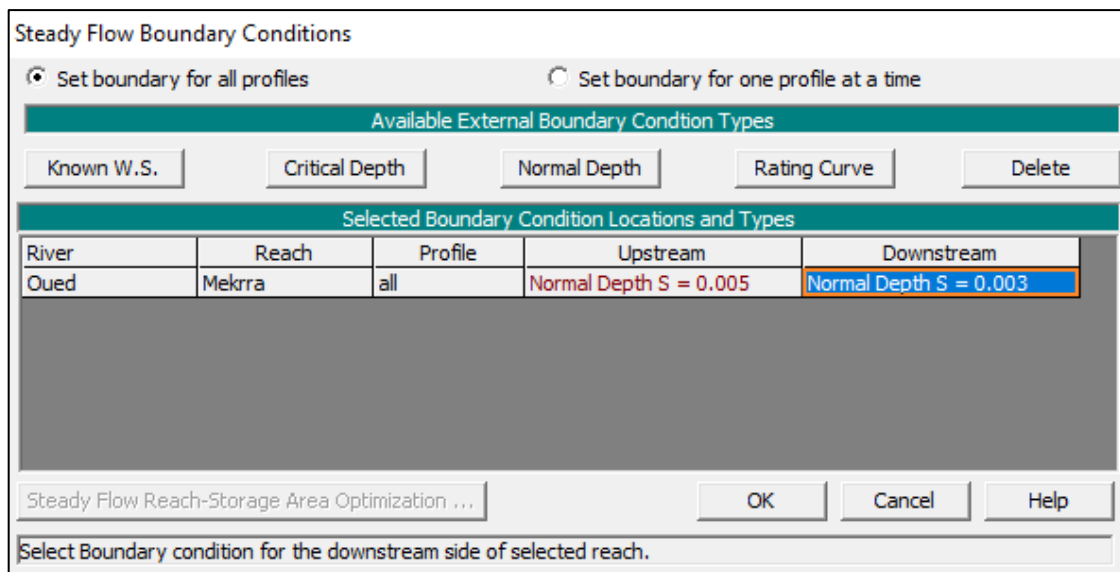 Steady Flow Boundary Conditions
Set boundary for all profiles Set boundary for one profile at a time
Available External Boundary Condtion Types
Known W.S. Critical Depth Normal Depth Rating Curve Delete
Selected Boundary Condition Locations and Types
River Reach Profile Upstream Downstream
Oued Mekrra all Normal Depth S = 0.005 Normal Depth S = 0.003
Steady Flow Reach-Storage Area Optimization ... OK Cancel Help
Select Boundary condition for the downstream side of selected reach.